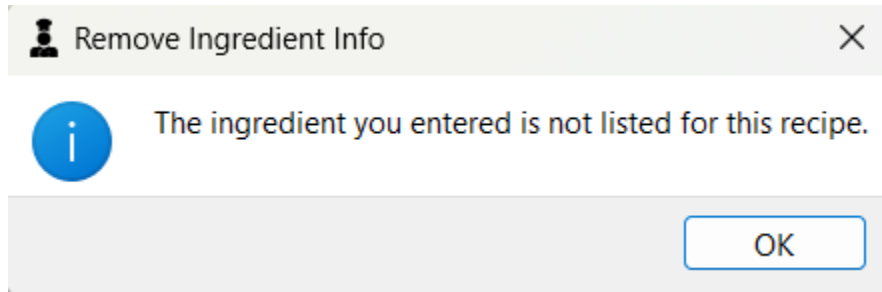 Remove Ingredient Info
The ingredient you entered is not listed for this recipe.
OK